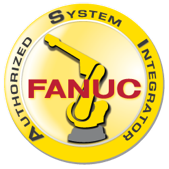 AUTHORIZED SYSTEM INTEGRATOR
FANUC